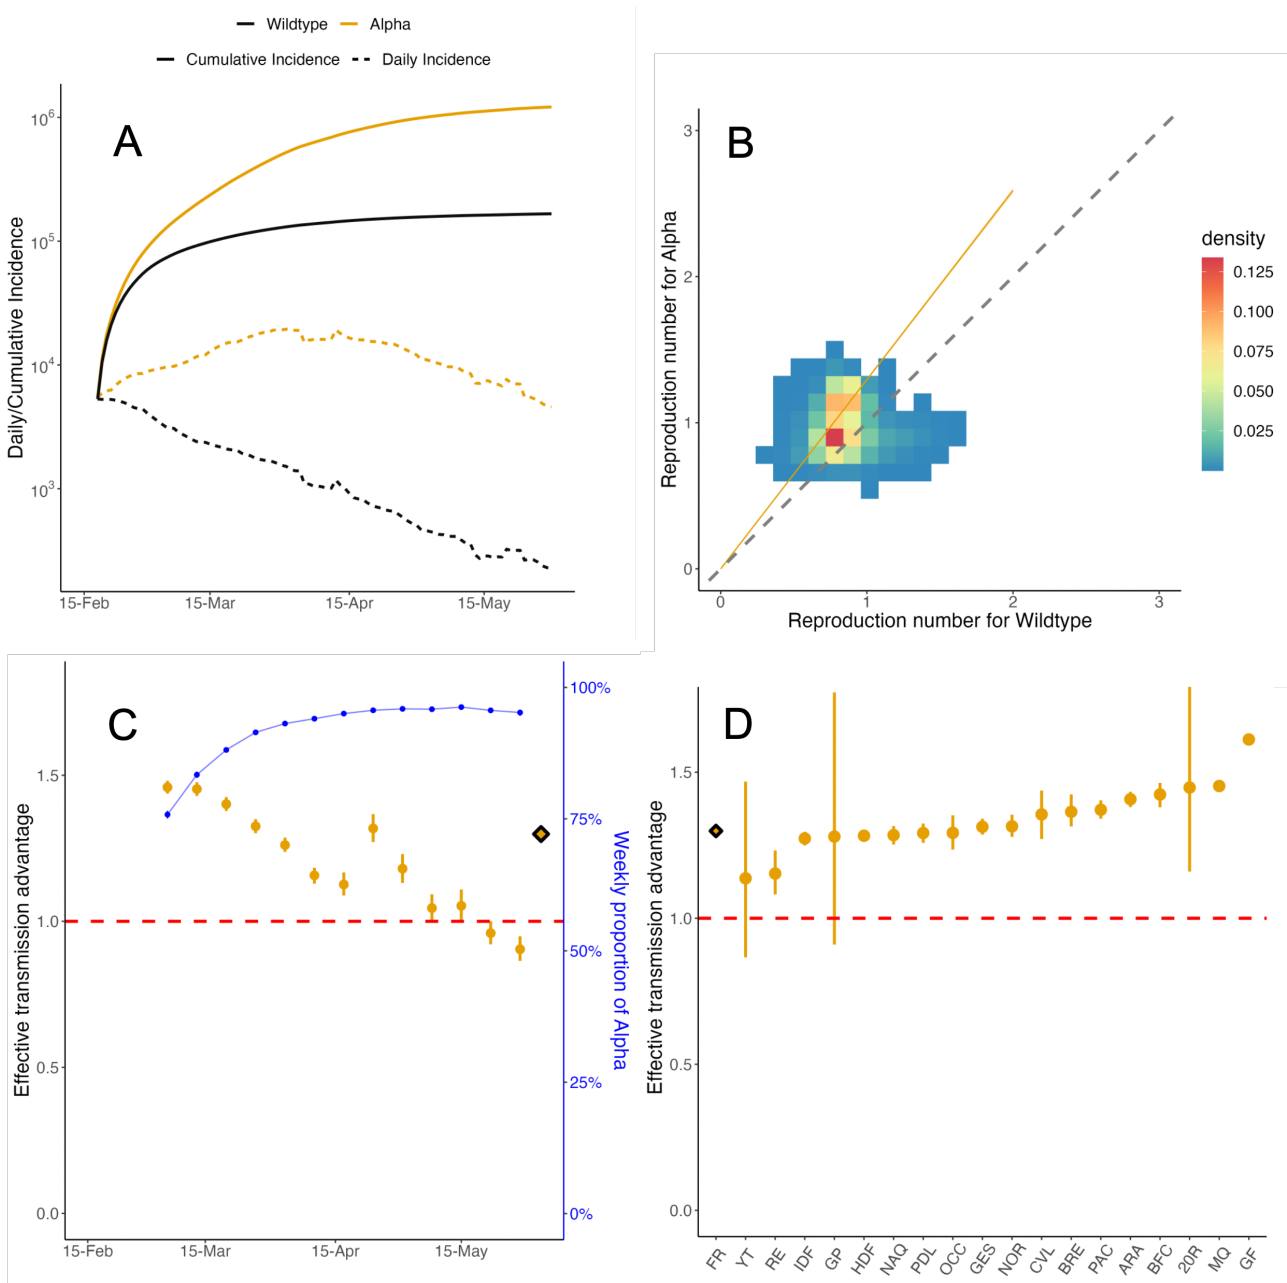 Wildtype Alpha
Cumulative Incidence Daily Incidence
A
Daily/Cumulative Incidence
10^6
10^5
10^4
10^3
15-Feb 15-Mar 15-Apr 15-May
B
Reproduction number for Alpha
3
2
1
0
0 1 2 3
Reproduction number for Wildtype
density
0.125
0.100
0.075
0.050
0.025
C
Effective transmission advantage
1.5
1.0
0.5
0.0
100%
75%
50%
25%
0%
Weekly proportion of Alpha
15-Feb 15-Mar 15-Apr 15-May
D
Effective transmission advantage
1.5
1.0
0.5
0.0
FR YT RE IDF GP HDF NAQ PDL OCC GES NOR CVL BRE PAC ARA BFC 20R MQ GF